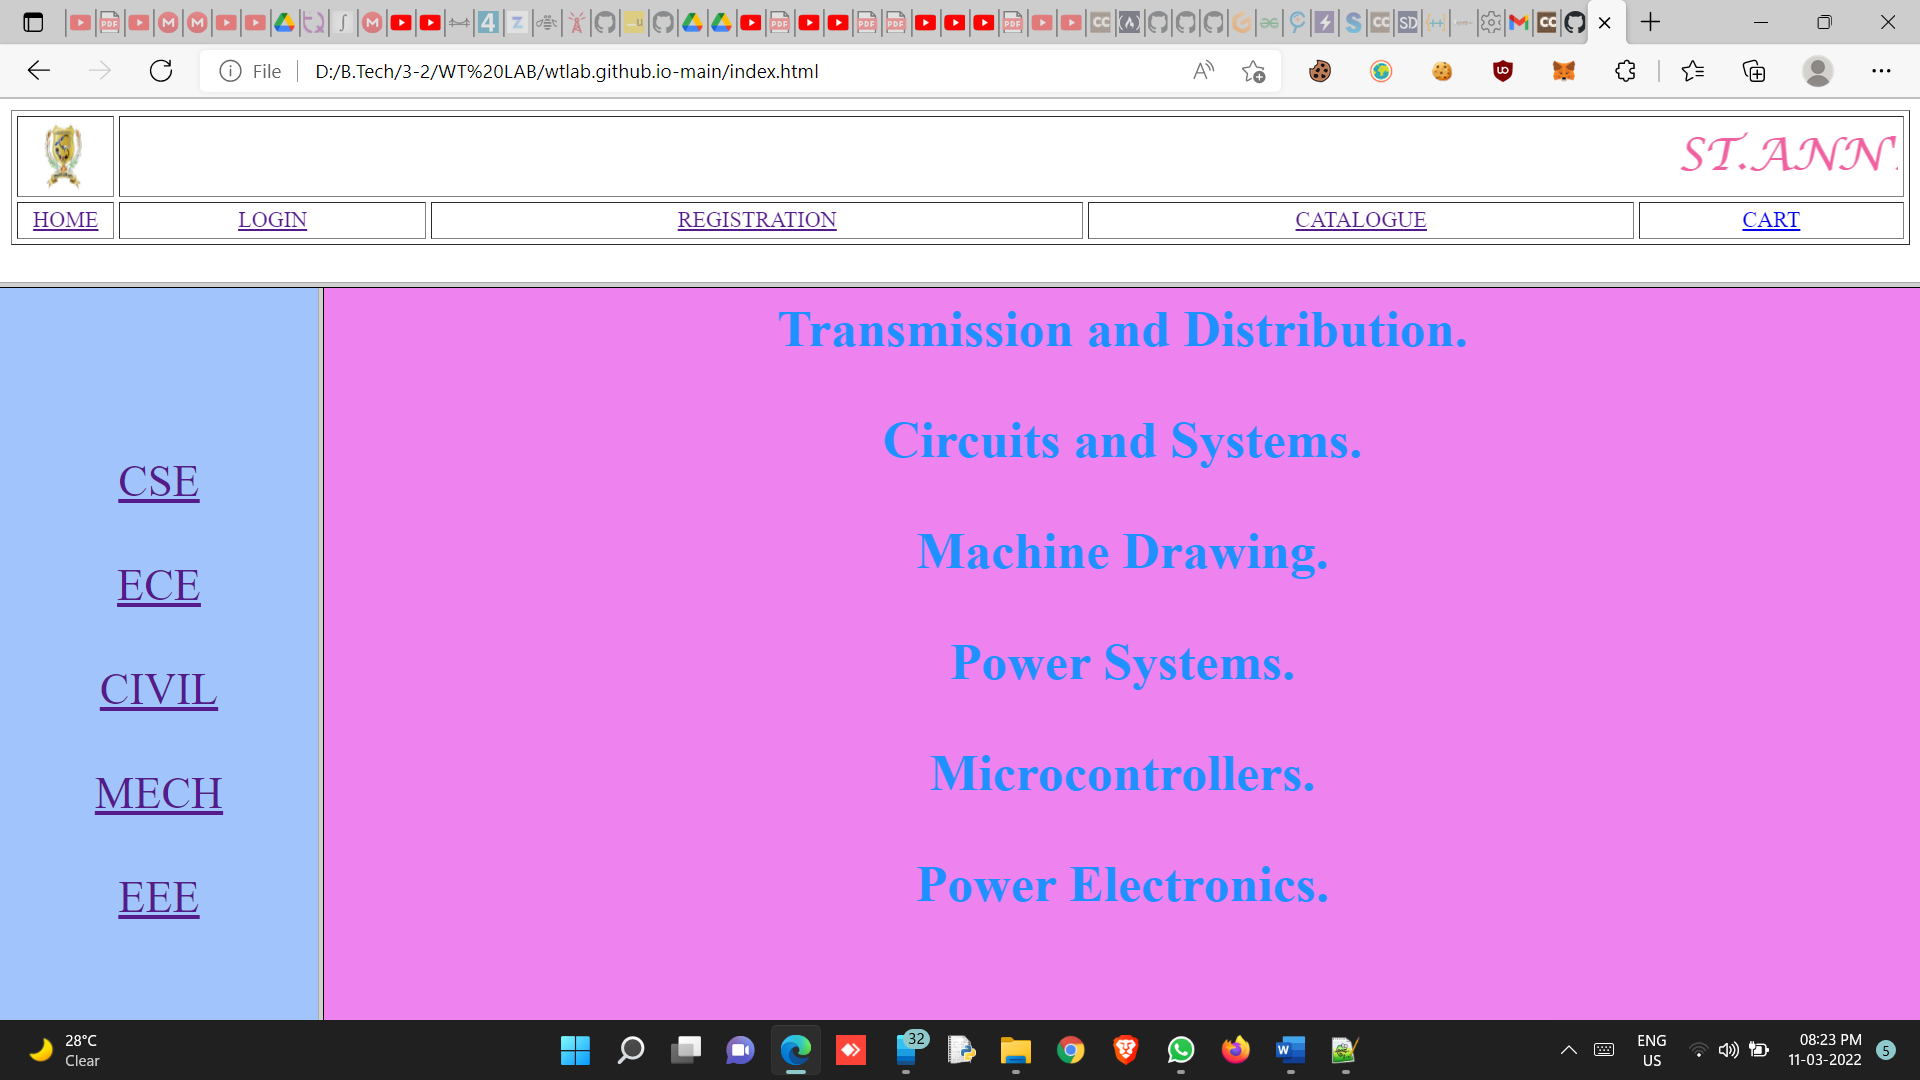 File
D:/B.Tech/3-2/WT%20LAB/wtlab.github.io-main/index.html
ST.ANN'
HOME LOGIN REGISTRATION CATALOGUE CART
Transmission and Distribution.
Circuits and Systems.
CSE
Machine Drawing.
ECE
Power Systems.
CIVIL
Microcontrollers.
MECH
Power Electronics.
EEE
28°C
Clear
32
ENG
US
08:23 PM
11-03-2022
5